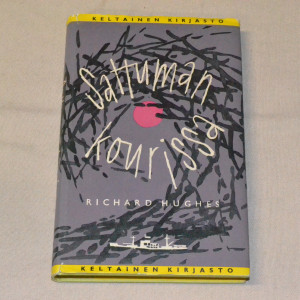 KELTAINEN KIRJASTO
Sattuman
kourissa
RICHARD HUGHES
KELTAINEN KIRJASTO